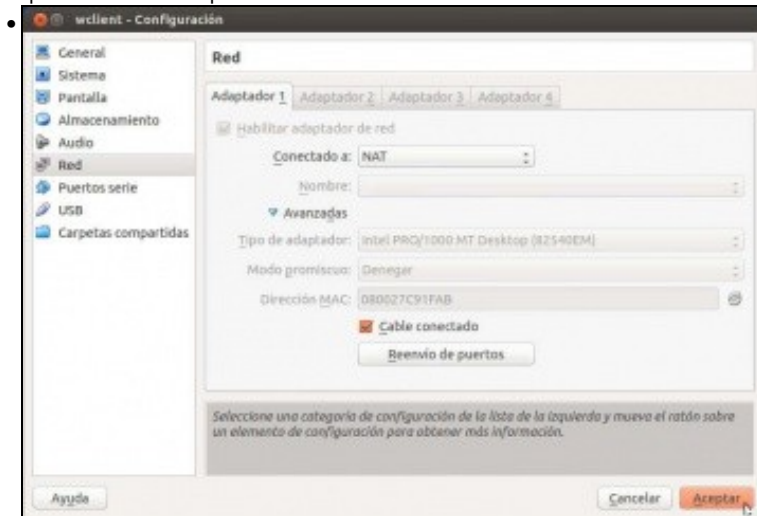 wclient - Configuración
General
Sistema
Pantalla
Almacenamiento
Audio
Red
Puertos serie
USB
Carpetas compartidas
Red
Adaptador 1 Adaptador 2 Adaptador 3 Adaptador 4
Habilitar adaptador de red
Conectado a: NAT
Nombre:
Avanzadas
Tipo de adaptador: Intel PRO/1000 MT Desktop (82540EM)
Modo promiscuo: Denegar
Dirección MAC: 080027C91FAB
Cable conectado
Reenvío de puertos
Seleccione una categoría de configuración de la lista de la izquierda y mueva el ratón sobre
un elemento de configuración para obtener más información.
Ayuda Cancelar Aceptar